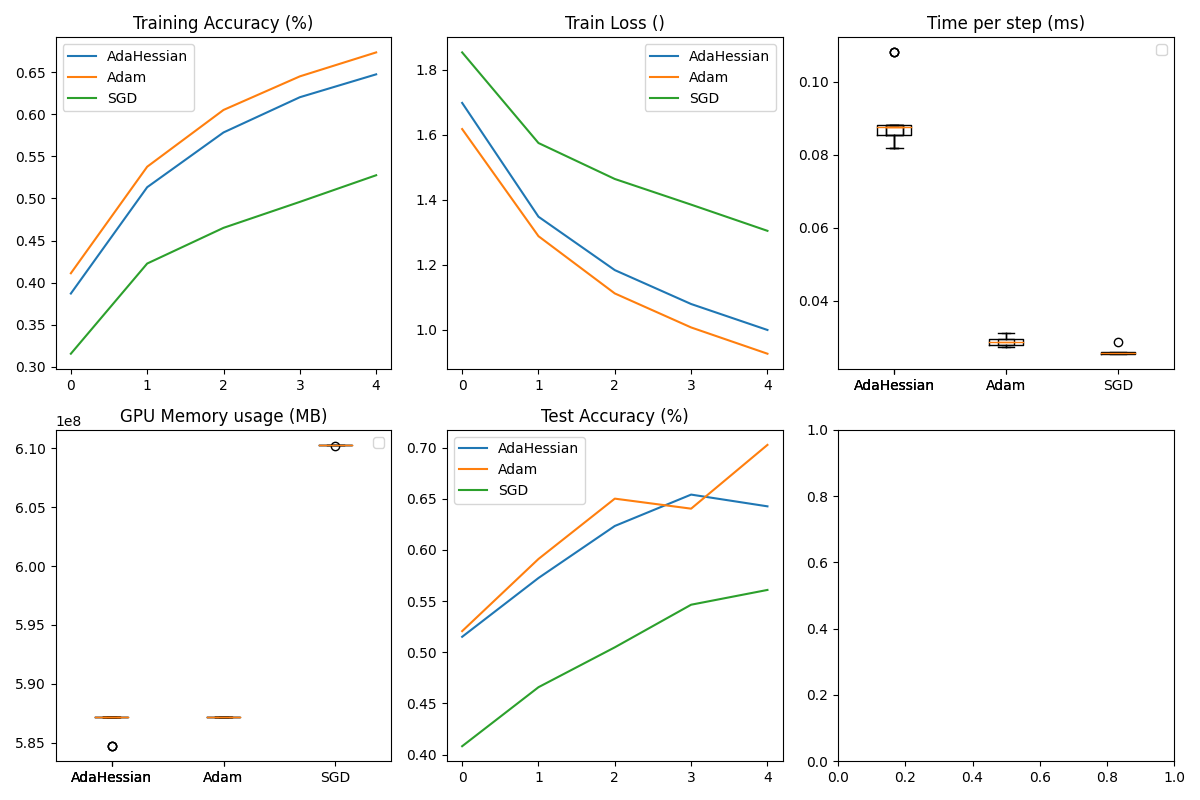 Training Accuracy (%)
AdaHessian
Adam
SGD
0.65
0.60
0.55
0.50
0.45
0.40
0.35
0.30
0 1 2 3 4
Train Loss ()
AdaHessian
Adam
SGD
1.8
1.6
1.4
1.2
1.0
0 1 2 3 4
Time per step (ms)
0.10
0.08
0.06
0.04
AdaHessian Adam SGD
GPU Memory usage (MB)
1e8
6.10
6.05
6.00
5.95
5.90
5.85
AdaHessian Adam SGD
Test Accuracy (%)
AdaHessian
Adam
SGD
0.70
0.65
0.60
0.55
0.50
0.45
0.40
0 1 2 3 4
1.0
0.8
0.6
0.4
0.2
0.0
0.0 0.2 0.4 0.6 0.8 1.0